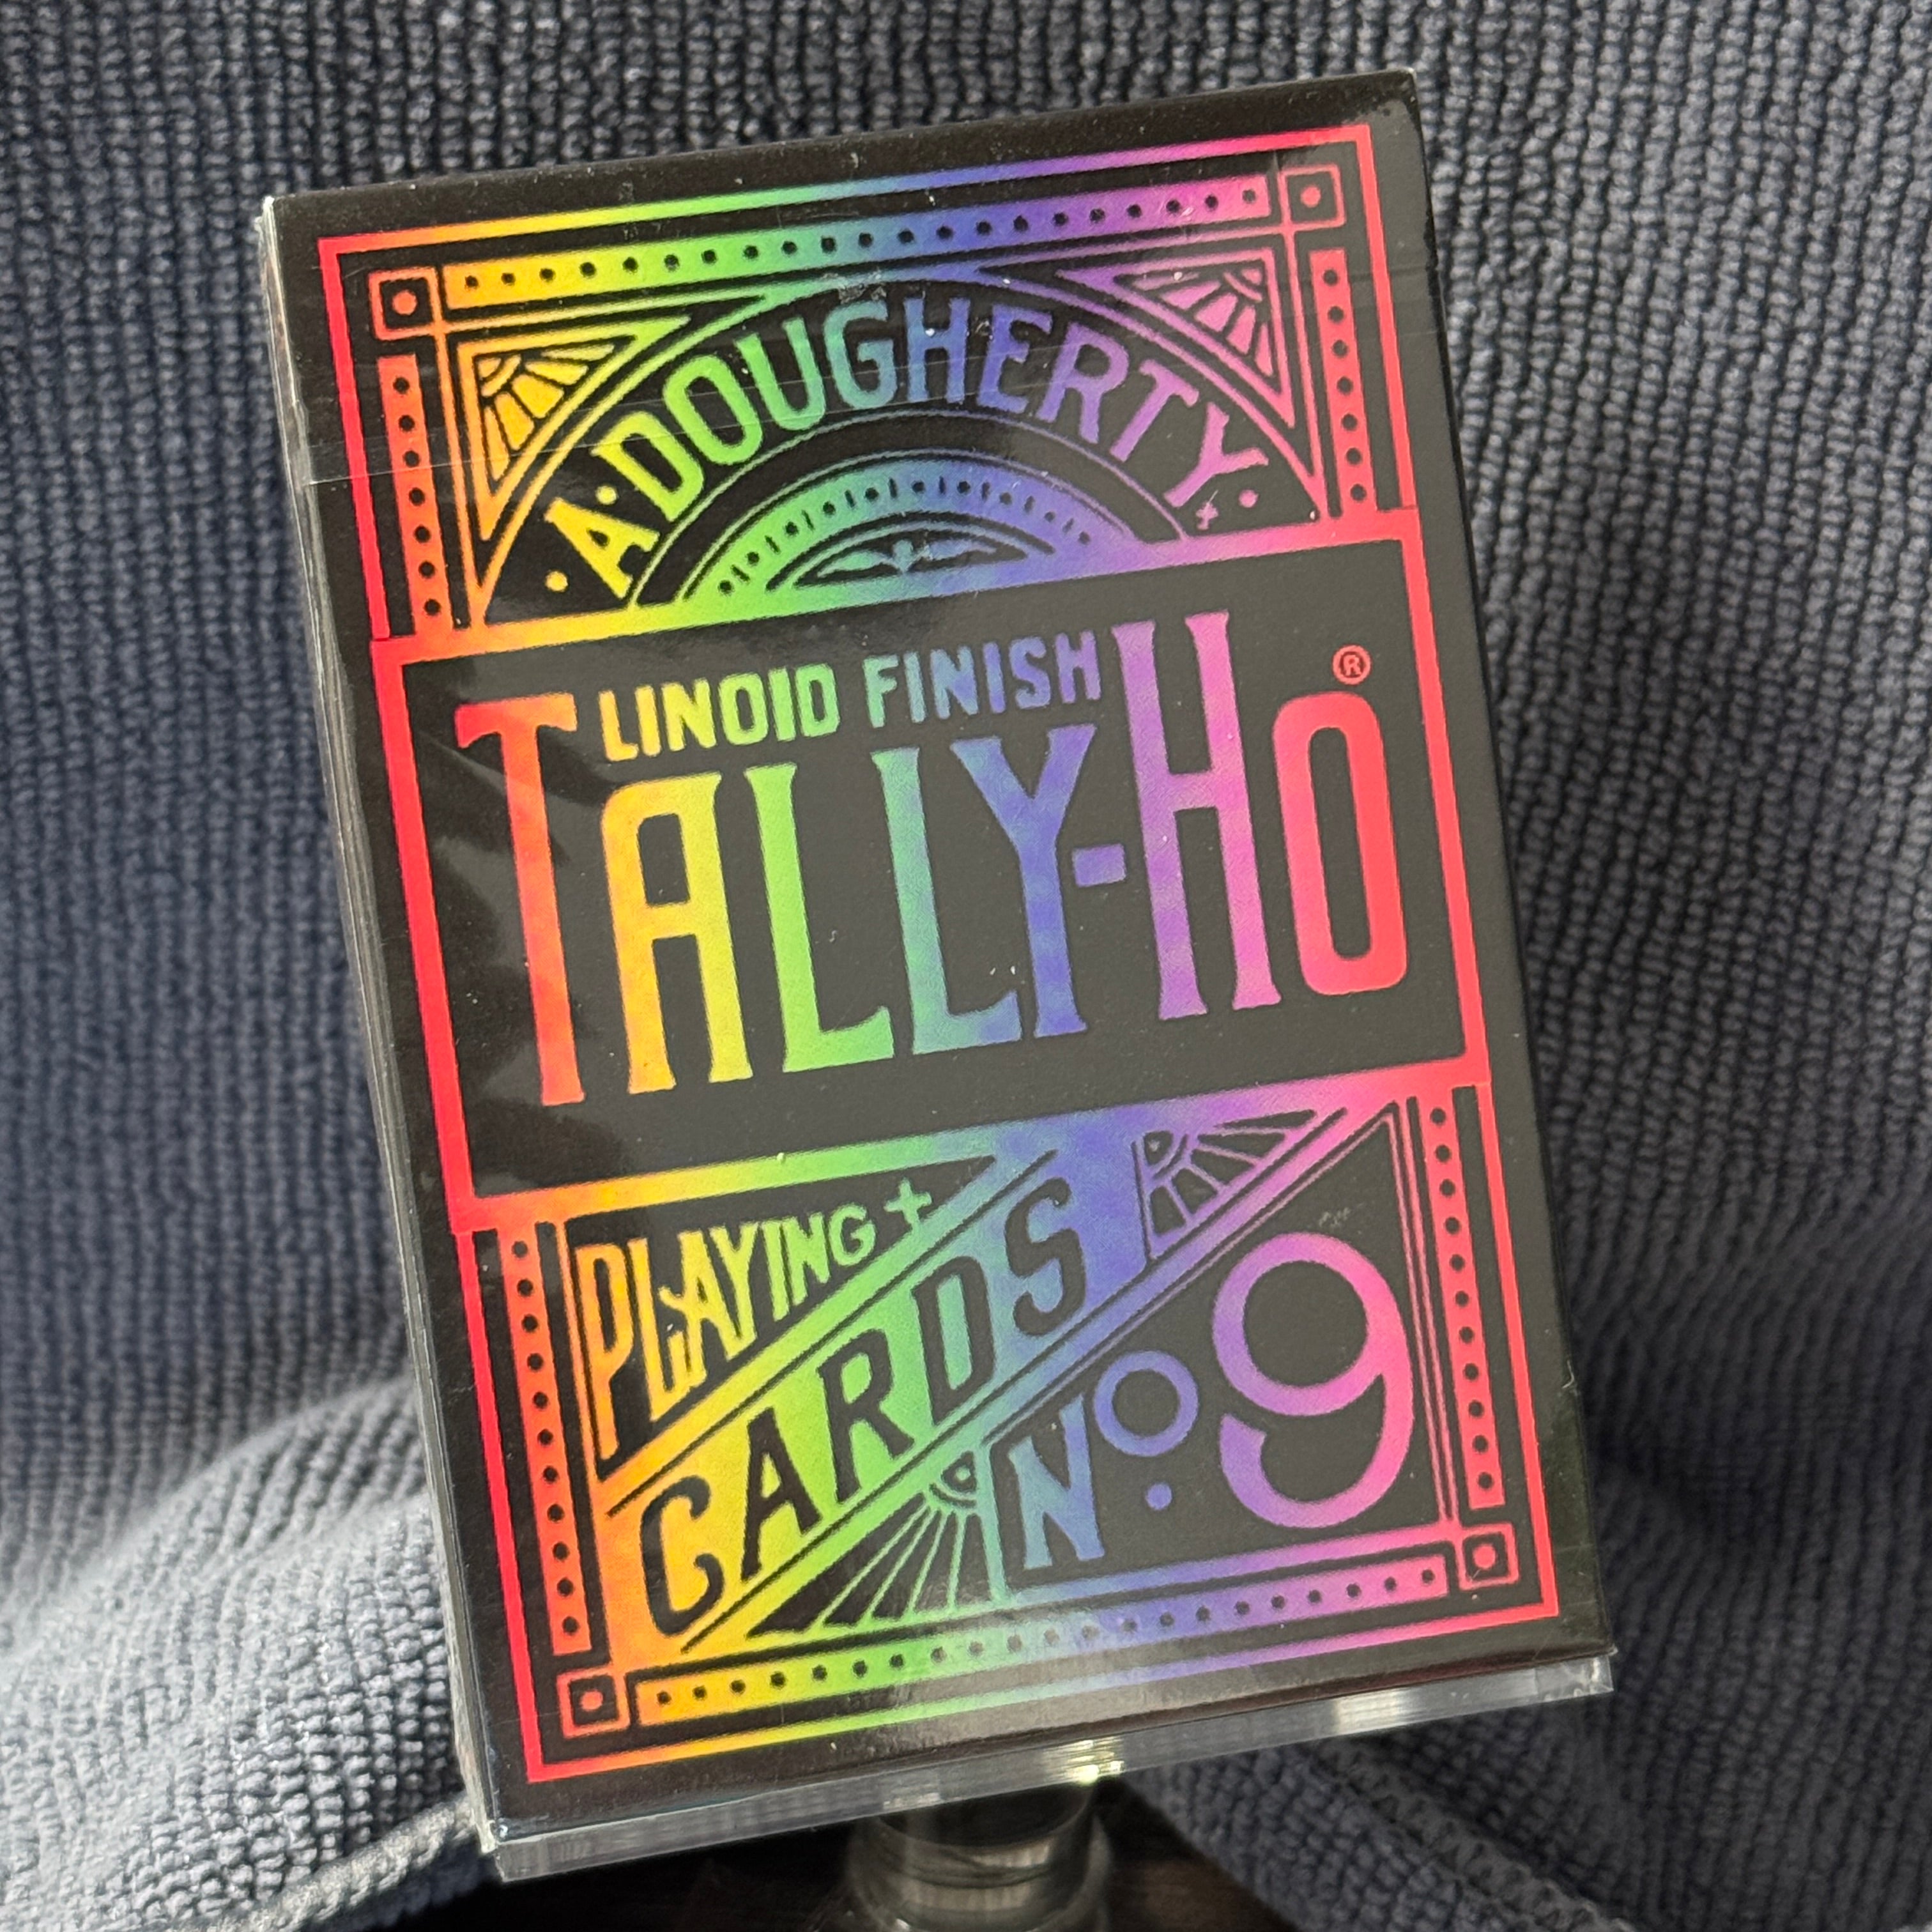 ·A·DOUGHERTY·
LINOID FINISH
TALLY-HO®
PLAYING +
CARDS
No. 9